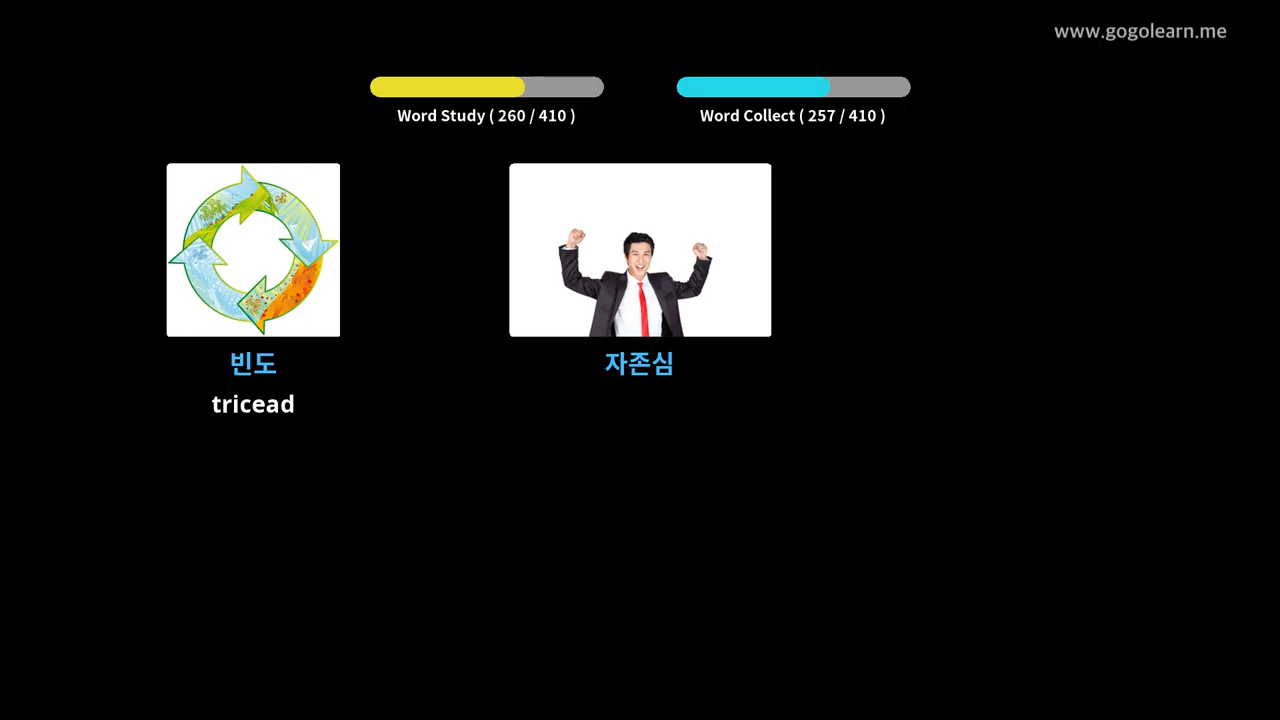 www.gogolearn.me
Word Study ( 260 / 410 )
Word Collect ( 257 / 410 )
빈도
tricead
자존심